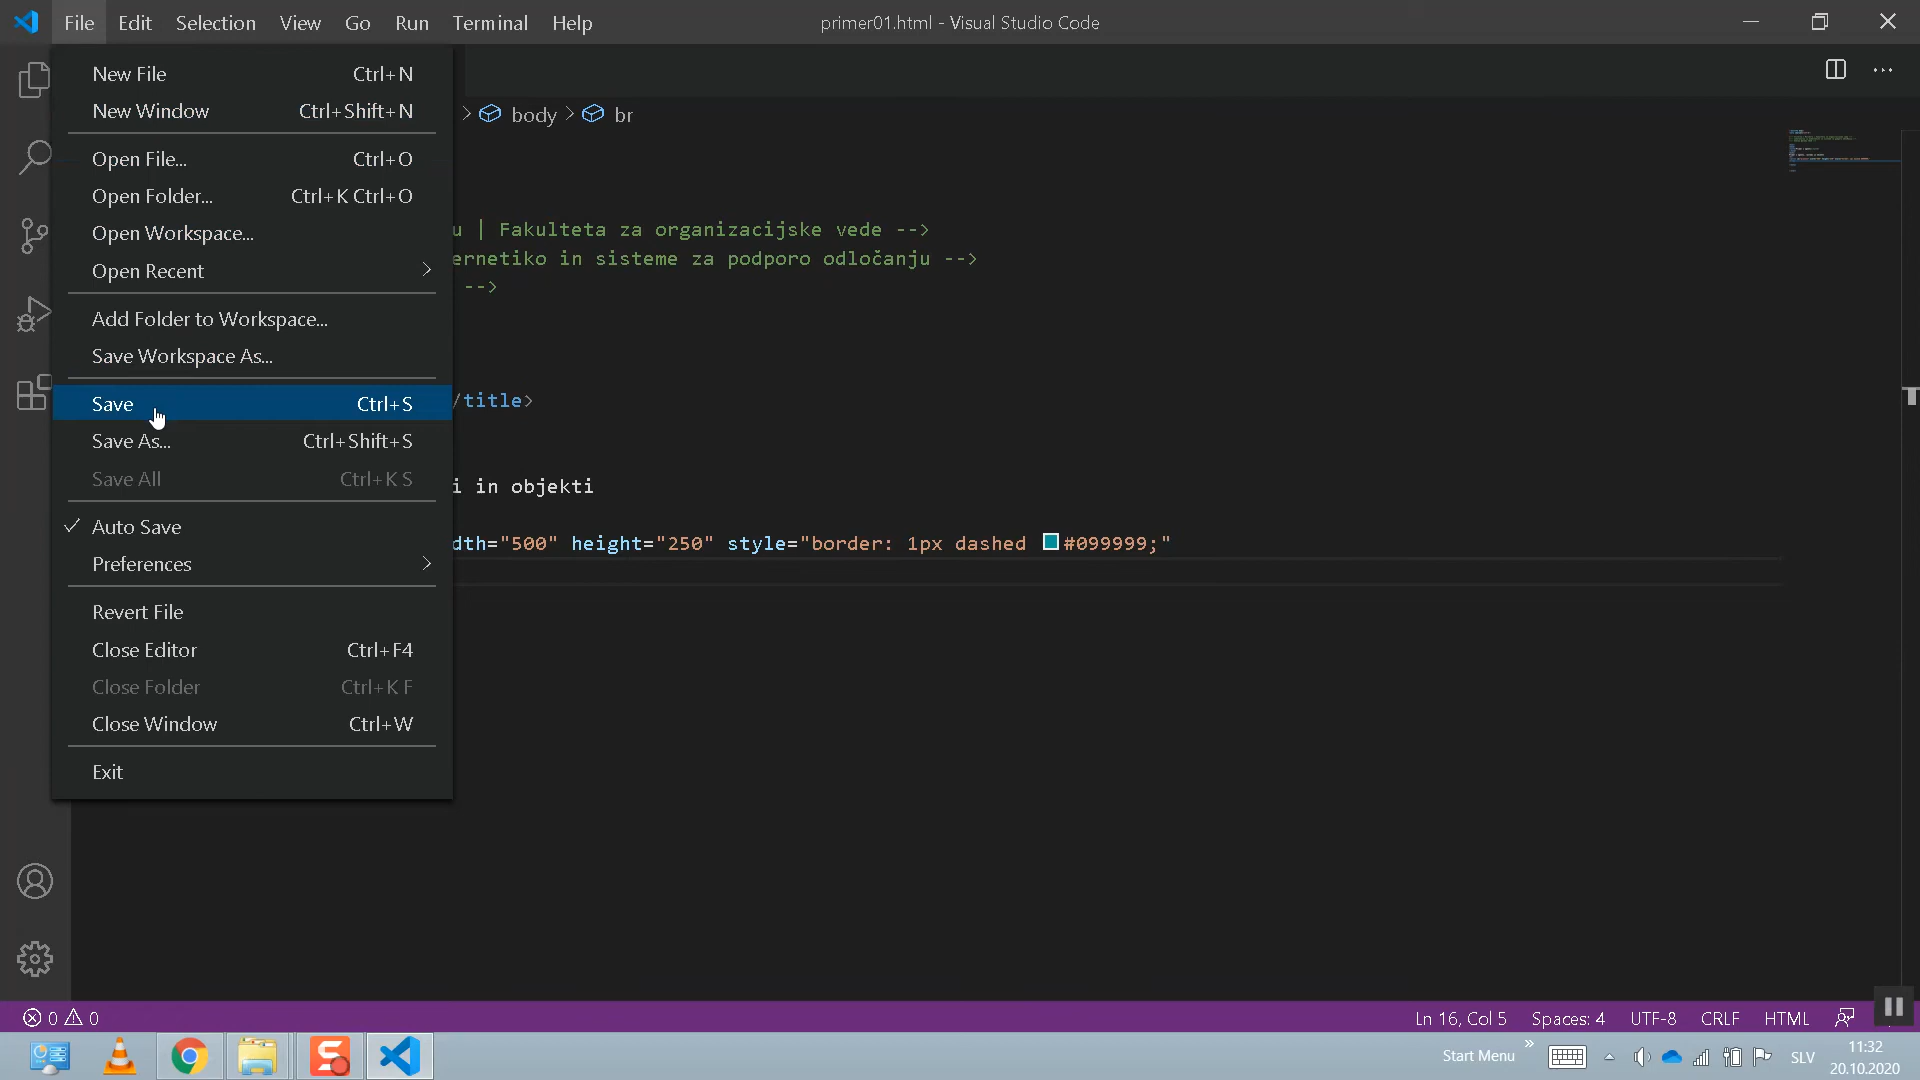 File Edit Selection View Go Run Terminal Help primer01.html - Visual Studio Code
New File Ctrl+N
New Window Ctrl+Shift+N
Open File... Ctrl+O
Open Folder... Ctrl+K Ctrl+O
Open Workspace...
Open Recent
Add Folder to Workspace...
Save Workspace As...
Save Ctrl+S
Save As... Ctrl+Shift+S
Save All Ctrl+K S
Auto Save
Preferences
Revert File
Close Editor Ctrl+F4
Close Folder Ctrl+K F
Close Window Ctrl+W
Exit
> body > br
u | Fakulteta za organizacijske vede -->
ernetiko in sisteme za podporo odločanju -->
-->
/title>
i in objekti
dth="500" height="250" style="border: 1px dashed #099999;"
0 0 Ln 16, Col 5 Spaces: 4 UTF-8 CRLF HTML
Start Menu » SLV 11:32
20.10.2020